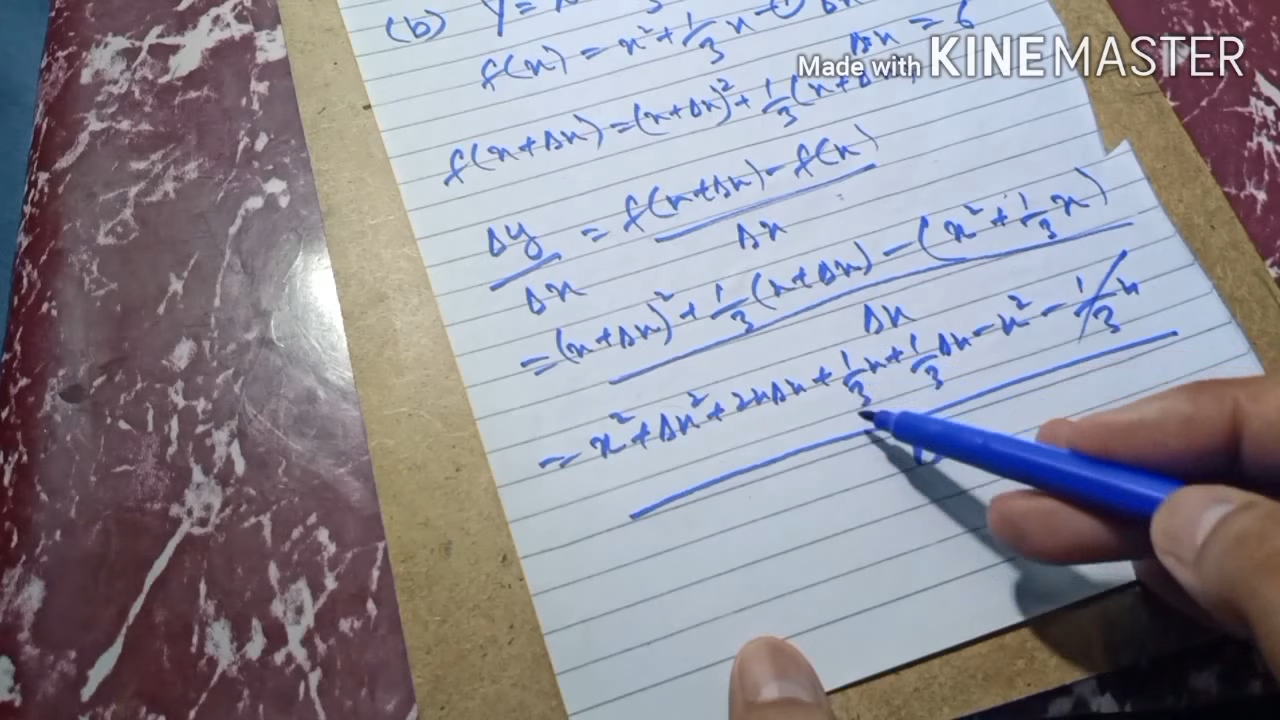 (b) y =
f(x) = x² + 1/3 x
Δx = 6
Made with KINEMASTER
f(x+Δx) = (x+Δx)² + 1/3 (x+Δ
Δy/Δx = f(x+Δx) - f(x) / Δx
= (x+Δx)² + 1/3 (x+Δx) - (x² + 1/3 x) / Δx
= x² + Δx² + 2xΔx + 1/3 x + 1/3 Δx - x² - 1/3 x